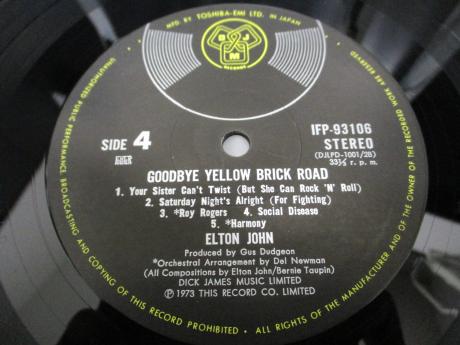 MFD. BY TOSHIBA-EMI LTD. IN JAPAN
DJM
RECORDS
SIDE 4
IFP-93106
STEREO
(DJLPD-1001/2B)
33⅓ r. p. m.
GOODBYE YELLOW BRICK ROAD
1. Your Sister Can't Twist (But She Can Rock 'N' Roll)
2. Saturday Night's Alright (For Fighting)
3. *Roy Rogers 4. Social Disease
5. *Harmony
ELTON JOHN
Produced by Gus Dudgeon
*Orchestral Arrangement by Del Newman
(All Compositions by Elton John/Bernie Taupin)
DICK JAMES MUSIC LIMITED
Ⓟ 1973 THIS RECORD CO. LIMITED
UNAUTHORIZED PUBLIC PERFORMANCE, BROADCASTING AND COPYING OF THIS RECORD PROHIBITED • ALL RIGHTS OF THE MANUFACTURER AND OF THE OWNER OF THE RECORDED WORK ARE RESERVED